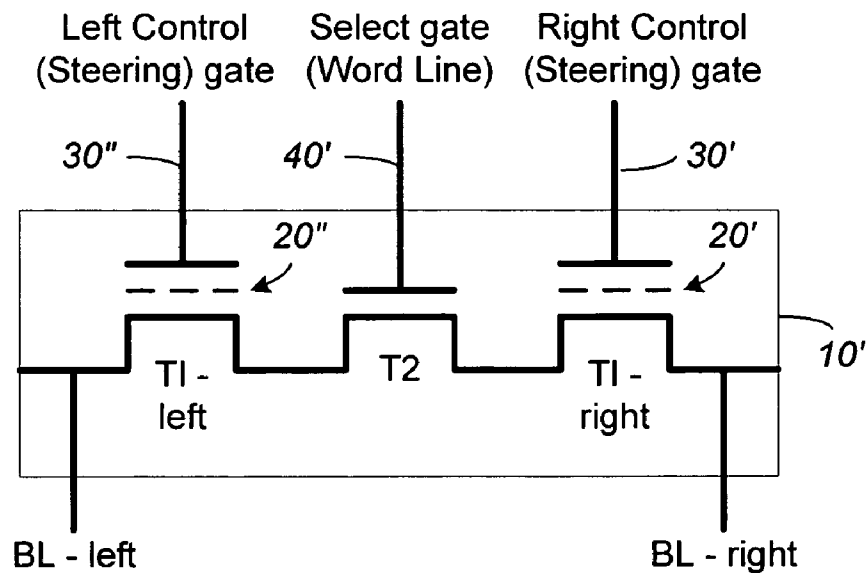 Left Control
(Steering) gate
Select gate
(Word Line)
Right Control
(Steering) gate
30"
40'
30'
20"
20'
10'
TI -
left
T2
TI -
right
BL - left
BL - right